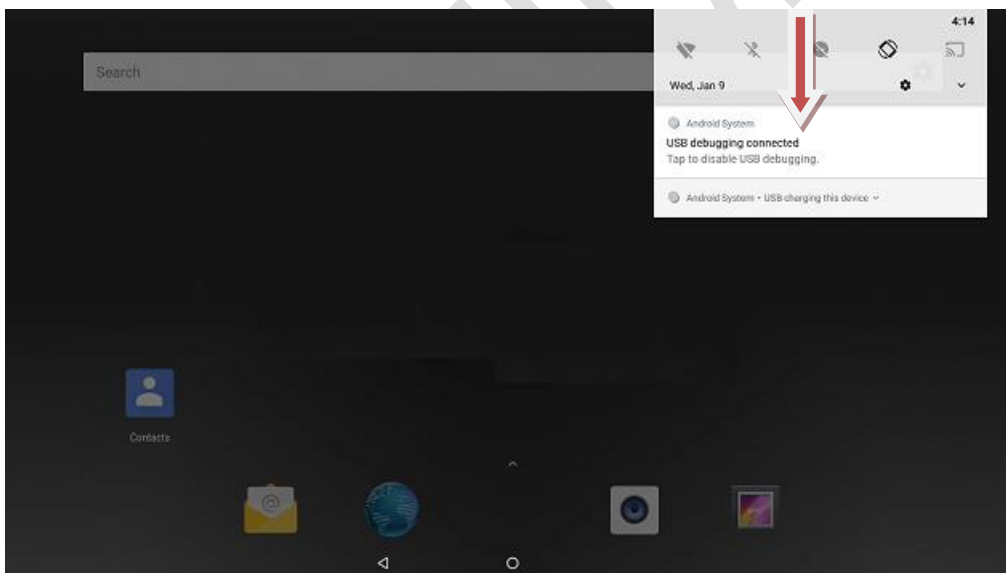 4:14
Search
Wed, Jan 9
Android System
USB debugging connected
Tap to disable USB debugging.
Android System • USB charging this device
Contacts
@